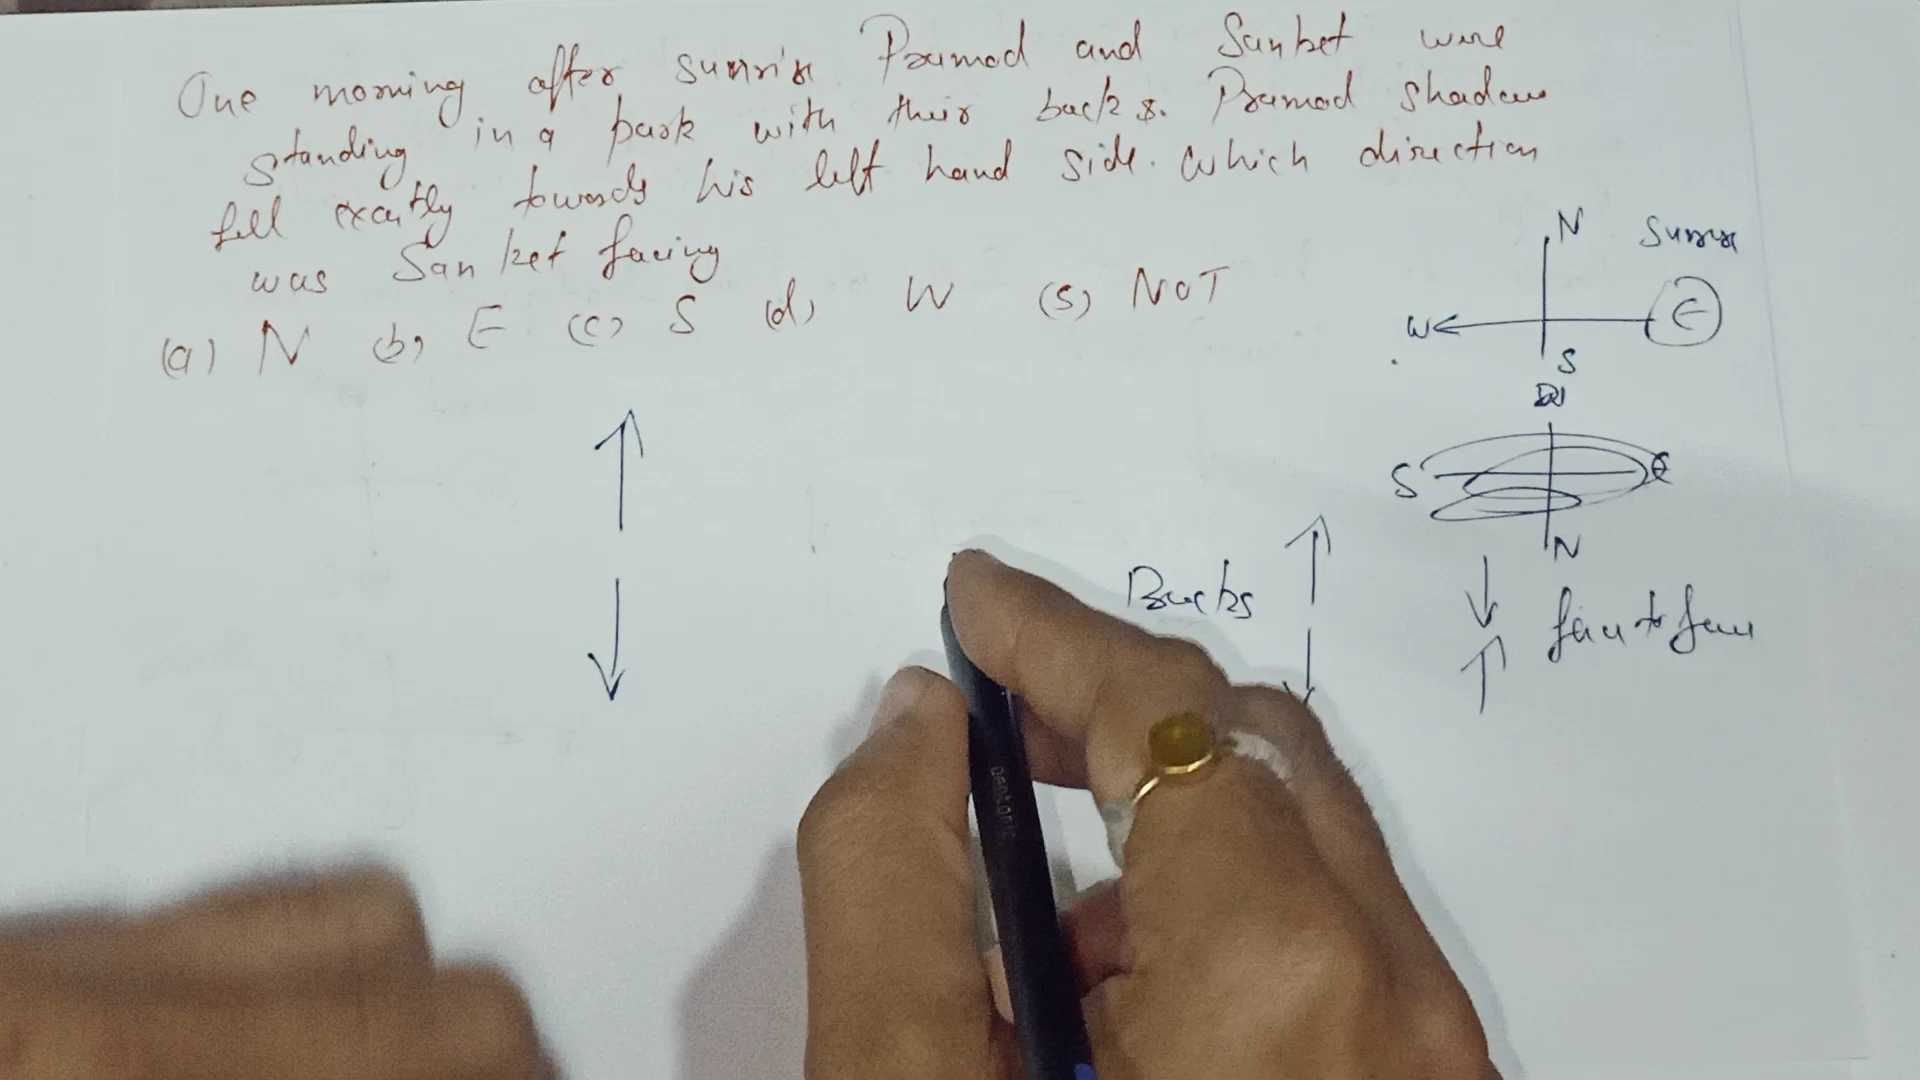 One morning after sunrise Pramod and Sanket were
standing in a park with their backs. Pramod shadow
fell exactly towards his left hand side. Which direction
was Sanket facing
(a) N (b) E (c) S (d) W (s) NOT
N
Sunrise
W E
S
S
N
Backs
face to face
pentonic